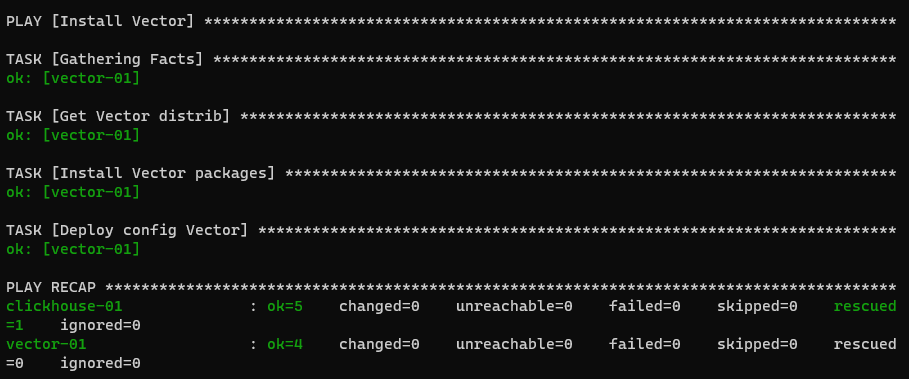 PLAY [Install Vector] *****************************************************************************

TASK [Gathering Facts] ****************************************************************************
ok: [vector-01]

TASK [Get Vector distrib] *************************************************************************
ok: [vector-01]

TASK [Install Vector packages] ********************************************************************
ok: [vector-01]

TASK [Deploy config Vector] ***********************************************************************
ok: [vector-01]

PLAY RECAP ****************************************************************************************
clickhouse-01              : ok=5    changed=0    unreachable=0    failed=0    skipped=0    rescued
=1    ignored=0
vector-01                  : ok=4    changed=0    unreachable=0    failed=0    skipped=0    rescued
=0    ignored=0